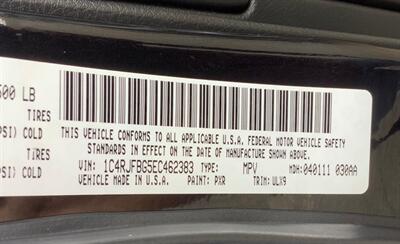 500 LB
TIRES
PSI) COLD
THIS VEHICLE CONFORMS TO ALL APPLICABLE U.S.A. FEDERAL MOTOR VEHICLE SAFETY
TIRES
STANDARDS IN EFFECT ON THE DATE OF MANUFACTURE SHOWN ABOVE.
PSI) COLD
VIN: 1C4RJFBG5EC462383 TYPE: MPV MDH: 040111 030AA
VEHICLE MADE IN U.S.A. PAINT: PXR TRIM: ULX9